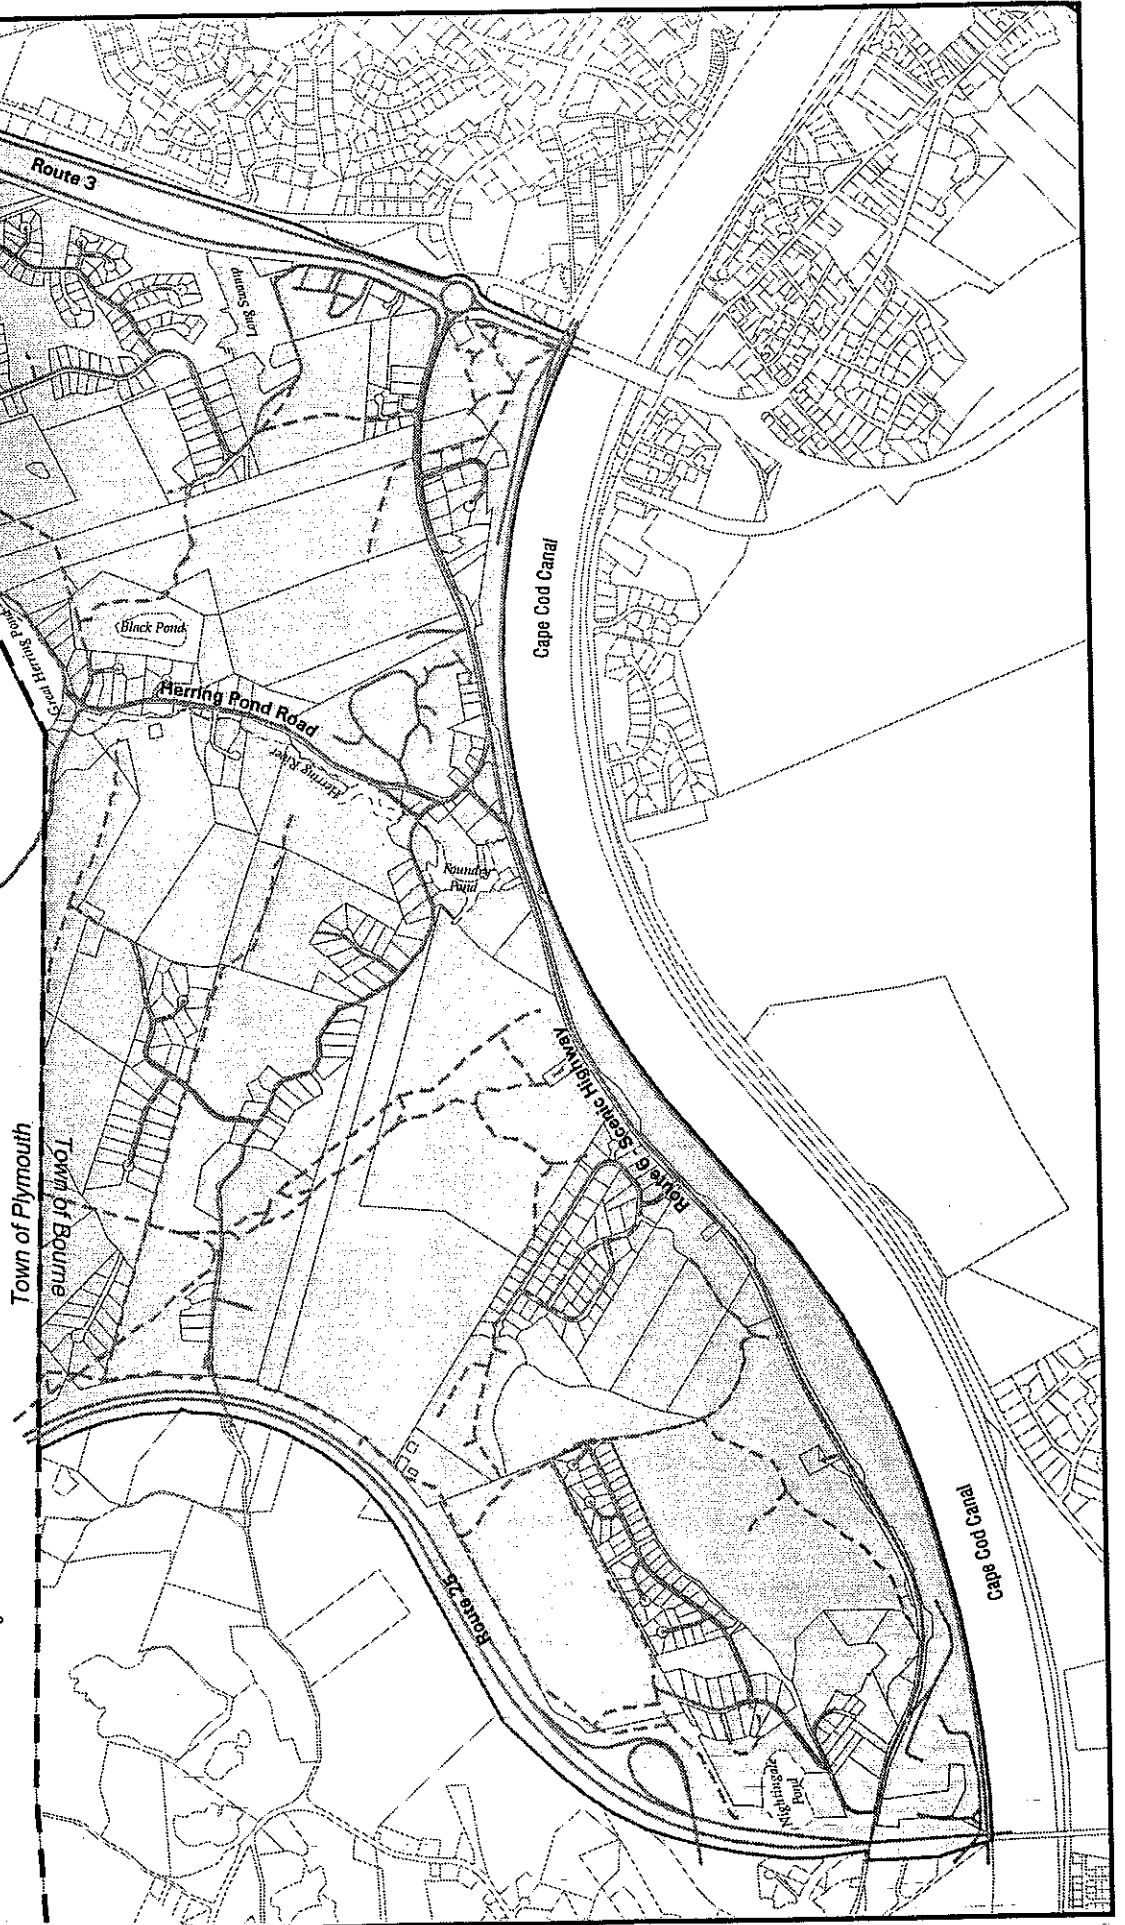 Route 3
Long Swamp
Cape Cod Canal
Black Pond
Great Herring Pond
Herring Pond Road
Herring River
Foundry
Pond
Route 6 - Scenic Highway
Town of Plymouth
Town of Bourne
Route 25
Cape Cod Canal
Nightingale
Pond